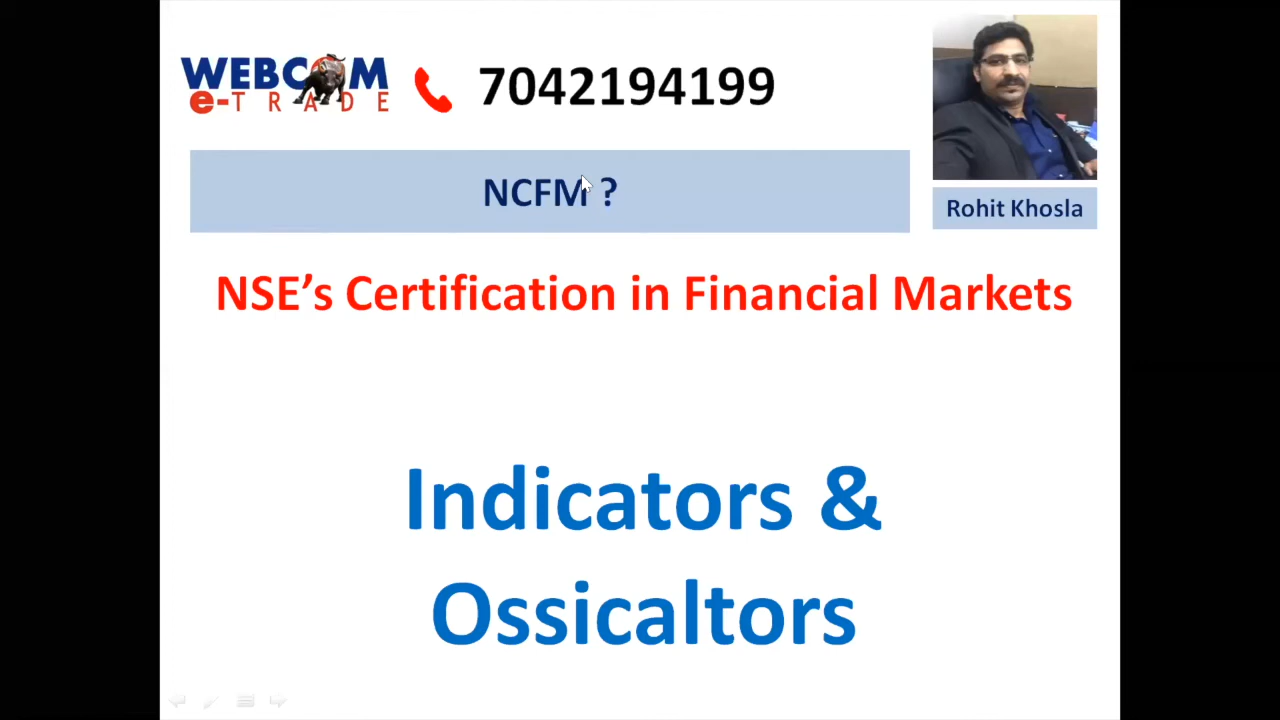 WEBCOM
e-TRADE
7042194199
NCFM ?
Rohit Khosla
NSE’s Certification in Financial Markets
Indicators &
Ossicaltors